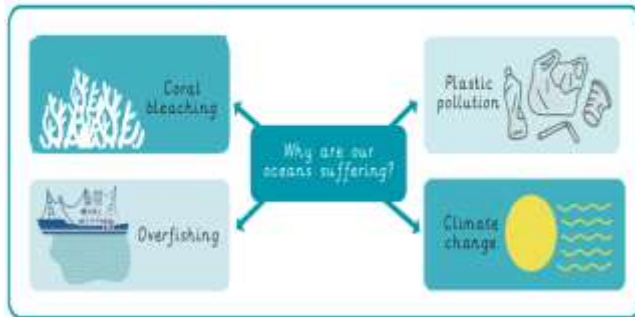 Coral
bleaching
Plastic
pollution
Why are our
oceans suffering?
Overfishing
Climate
change